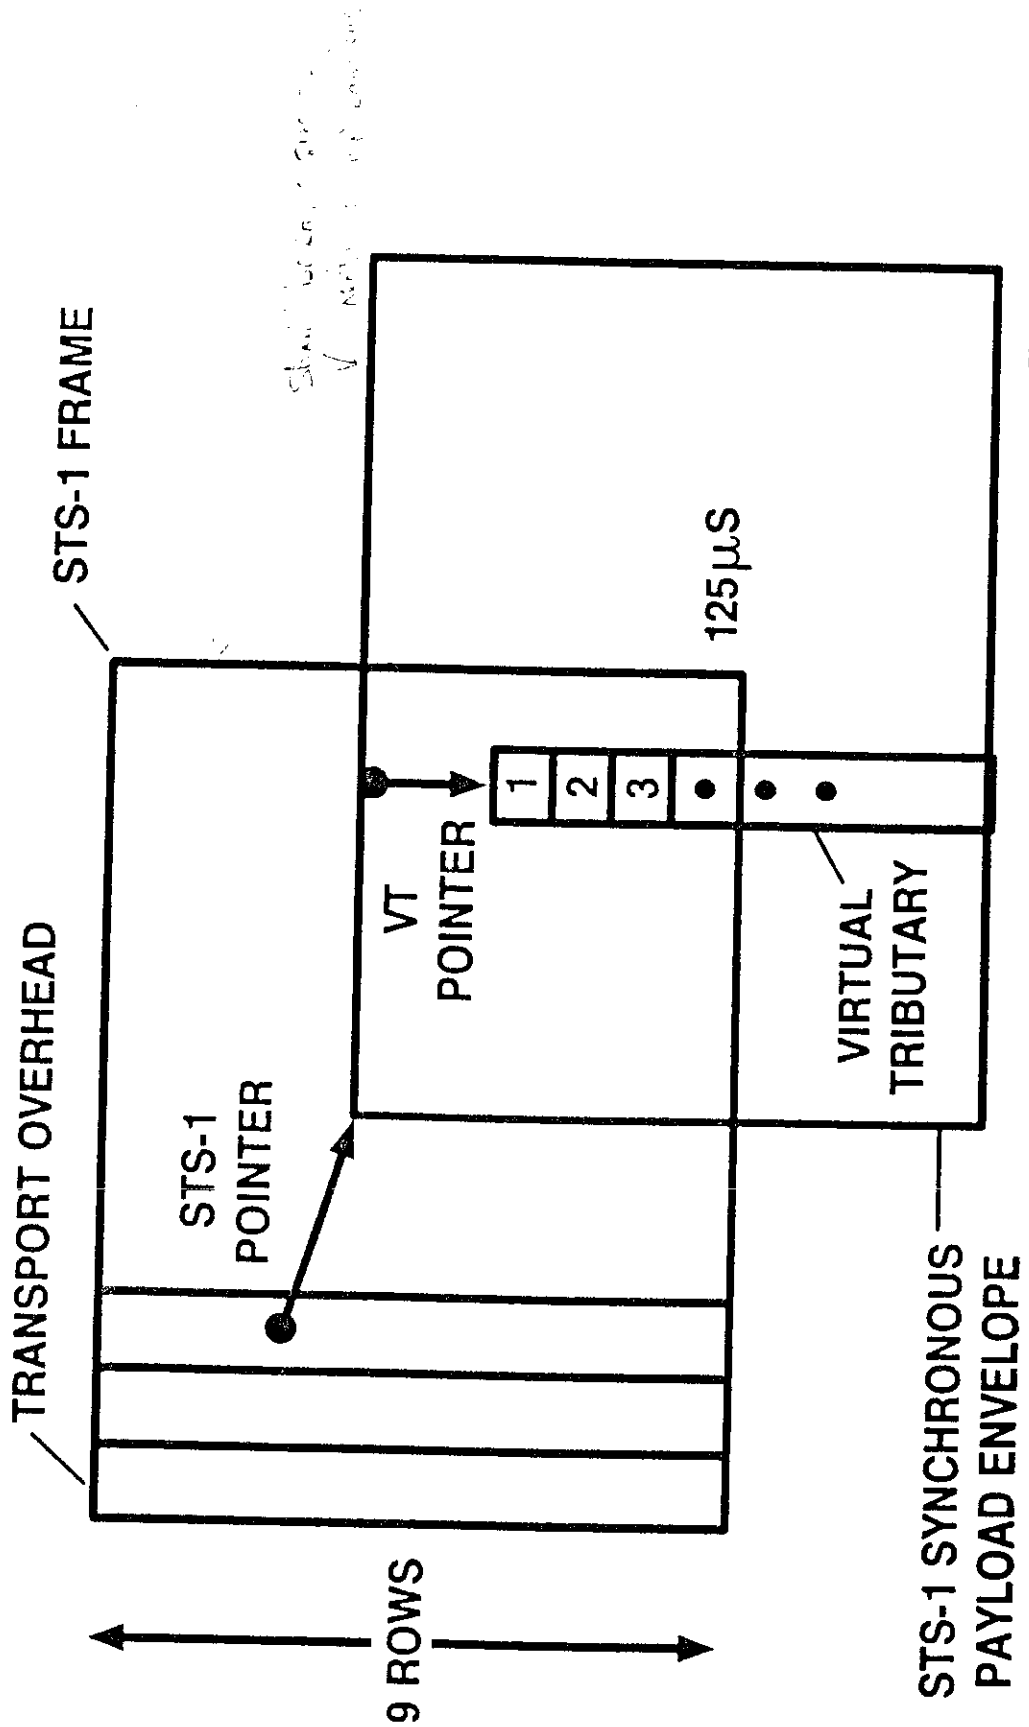 TRANSPORT OVERHEAD
STS-1 FRAME
STS-1
POINTER
VT
POINTER
9 ROWS
1
2
3
125μS
VIRTUAL
TRIBUTARY
STS-1 SYNCHRONOUS
PAYLOAD ENVELOPE